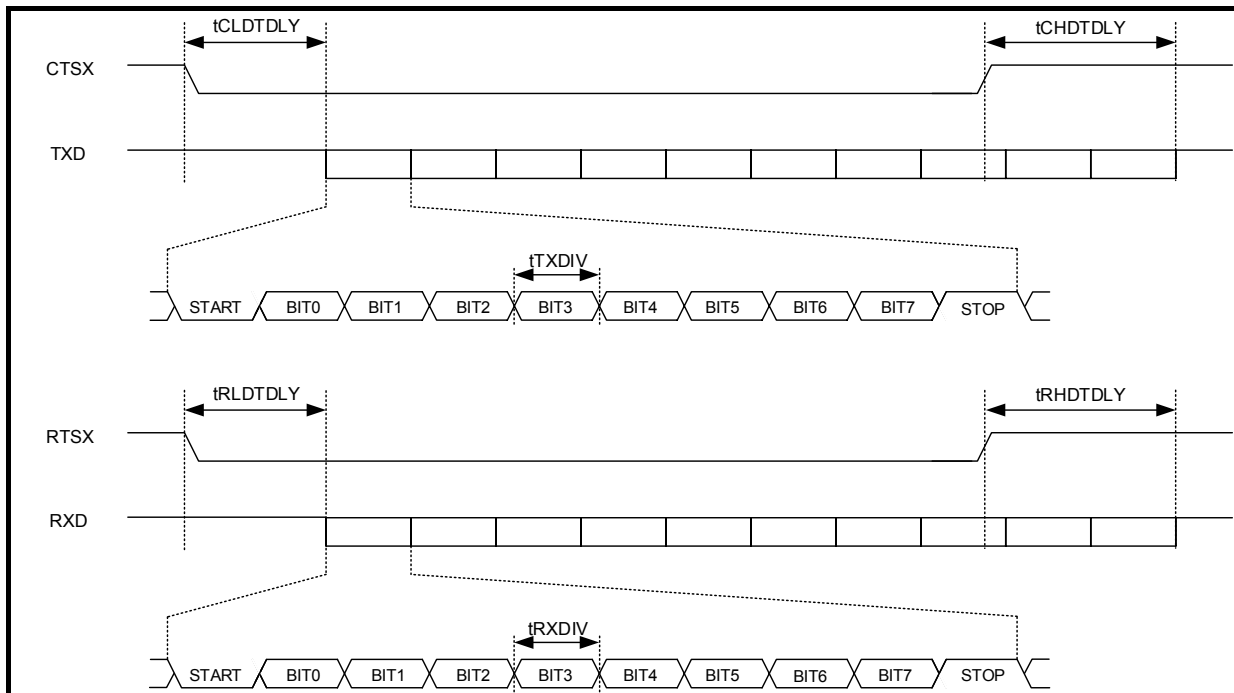 tCLDTDLY tCHDTDLY
CTSX
TXD
tTXDIV
START BIT0 BIT1 BIT2 BIT3 BIT4 BIT5 BIT6 BIT7 STOP
tRLDTDLY tRHDTDLY
RTSX
RXD
tRXDIV
START BIT0 BIT1 BIT2 BIT3 BIT4 BIT5 BIT6 BIT7 STOP